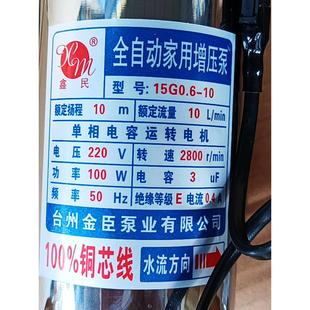 XM
®
鑫民
全自动家用增压泵
型号:15G0.6-10
额定扬程 10 m 额定流量 10 L/min
单相电容运转电机
电压 220 V 转速 2800 r/min
功率 100 W 电容 3 uF
频率 50 Hz 绝缘等级 E 电流 0.4 A
台州金臣泵业有限公司
100%铜芯线 水流方向